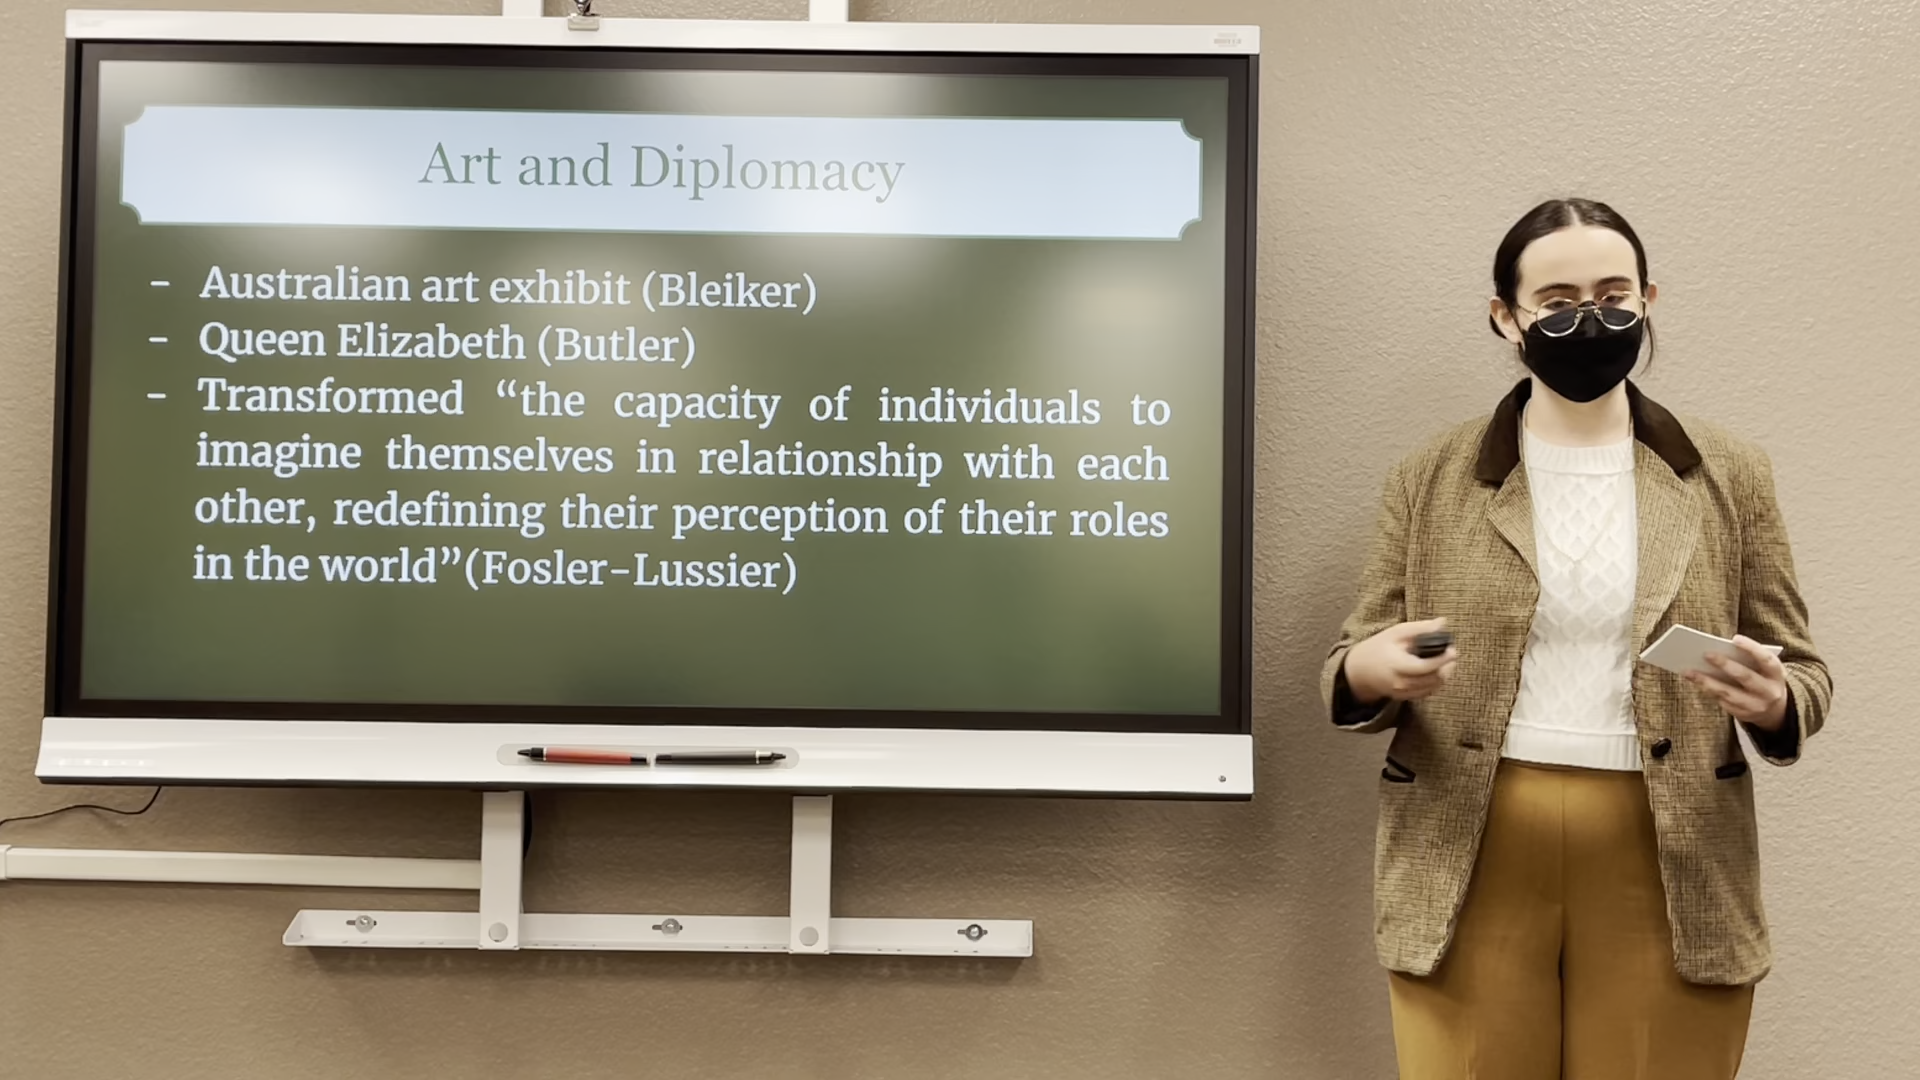 Art and Diplomacy
- Australian art exhibit (Bleiker)
- Queen Elizabeth (Butler)
- Transformed “the capacity of individuals to
imagine themselves in relationship with each
other, redefining their perception of their roles
in the world”(Fosler-Lussier)